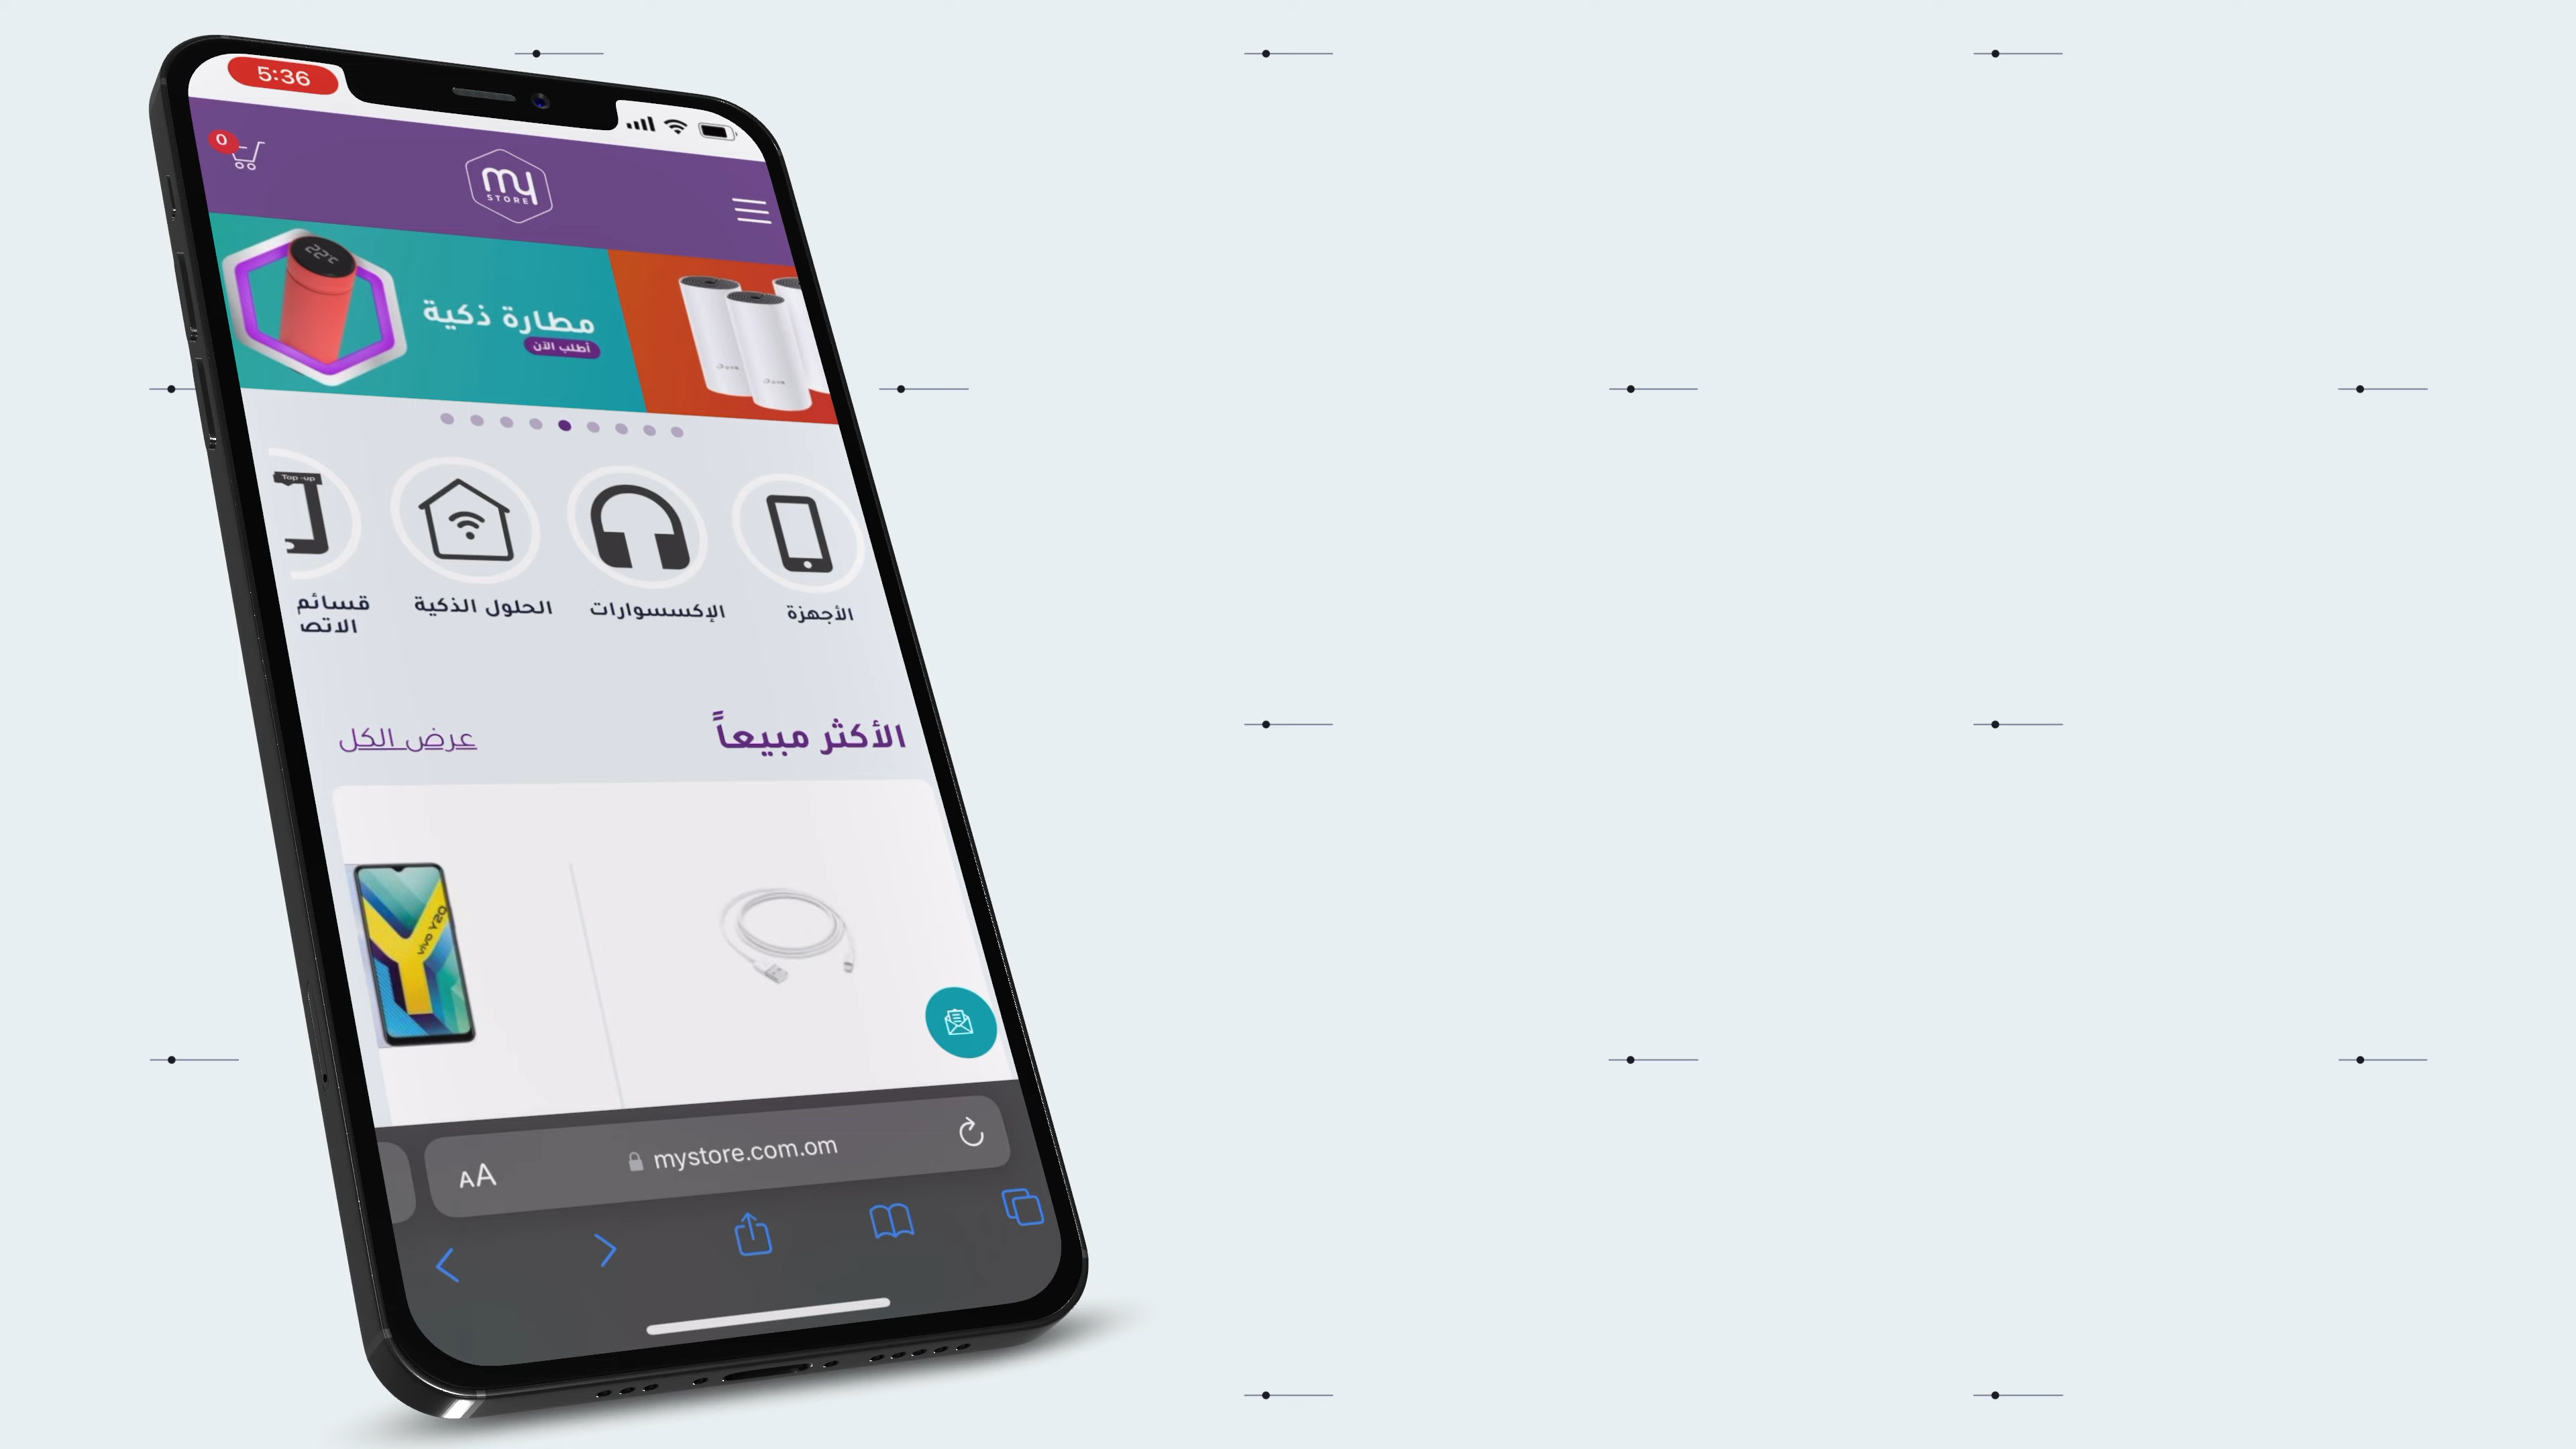 5:36
0
my
STORE
22°C
مطارة ذكية
أطلب الآن
Top-up
الأجهزة
الإكسسوارات
الحلول الذكية
قسائم
الاتص
الأكثر مبيعاً
عرض الكل
vivo Y20
AA
mystore.com.om